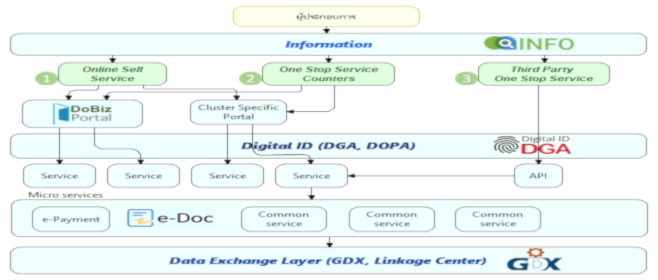 ผู้ประกอบการ
Information
INFO
1
Online Self
Service
2
One Stop Service
Counters
3
Third Party
One Stop Service
DoBiz
Portal
Cluster Specific
Portal
Digital ID (DGA, DOPA)
Digital ID
DGA
Service
Service
Service
Service
API
Micro services
e-Payment
e-Doc
Common
service
Common
service
Common
service
Data Exchange Layer (GDX, Linkage Center)
GDX